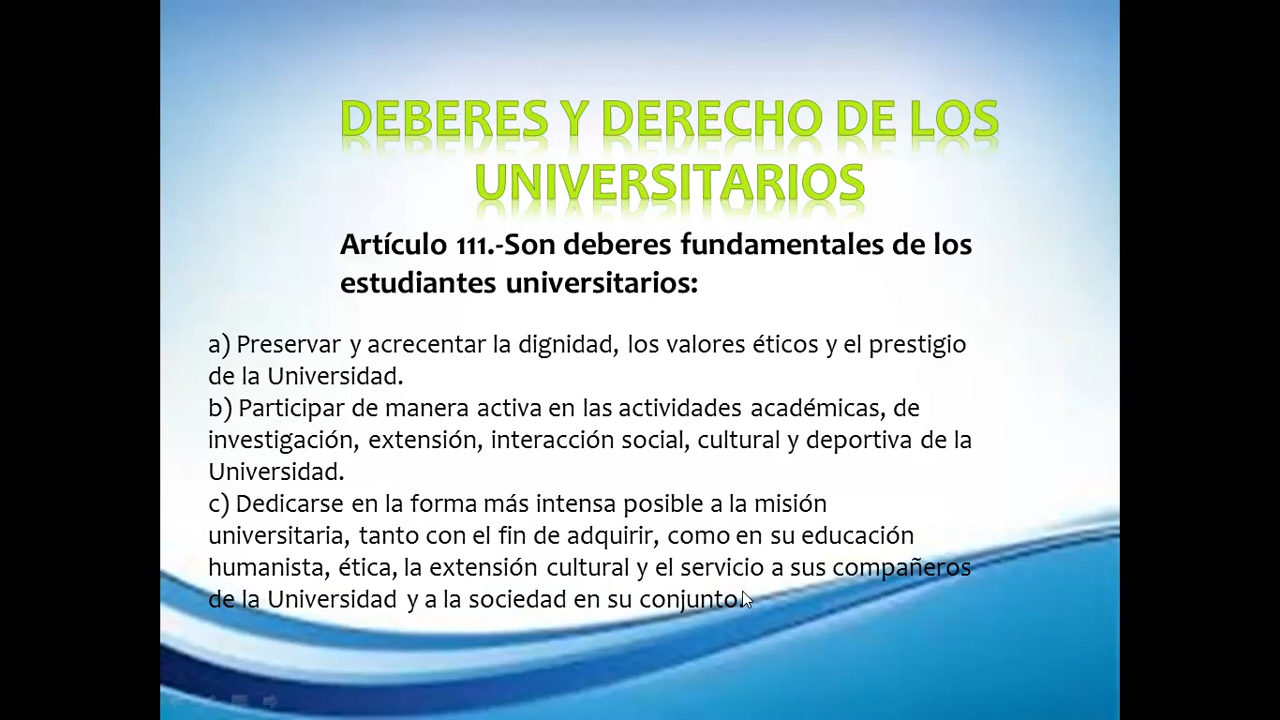 DEBERES Y DERECHO DE LOS
UNIVERSITARIOS
Artículo 111.-Son deberes fundamentales de los
estudiantes universitarios:
a) Preservar y acrecentar la dignidad, los valores éticos y el prestigio
de la Universidad.
b) Participar de manera activa en las actividades académicas, de
investigación, extensión, interacción social, cultural y deportiva de la
Universidad.
c) Dedicarse en la forma más intensa posible a la misión
universitaria, tanto con el fin de adquirir, como en su educación
humanista, ética, la extensión cultural y el servicio a sus compañeros
de la Universidad y a la sociedad en su conjunto.